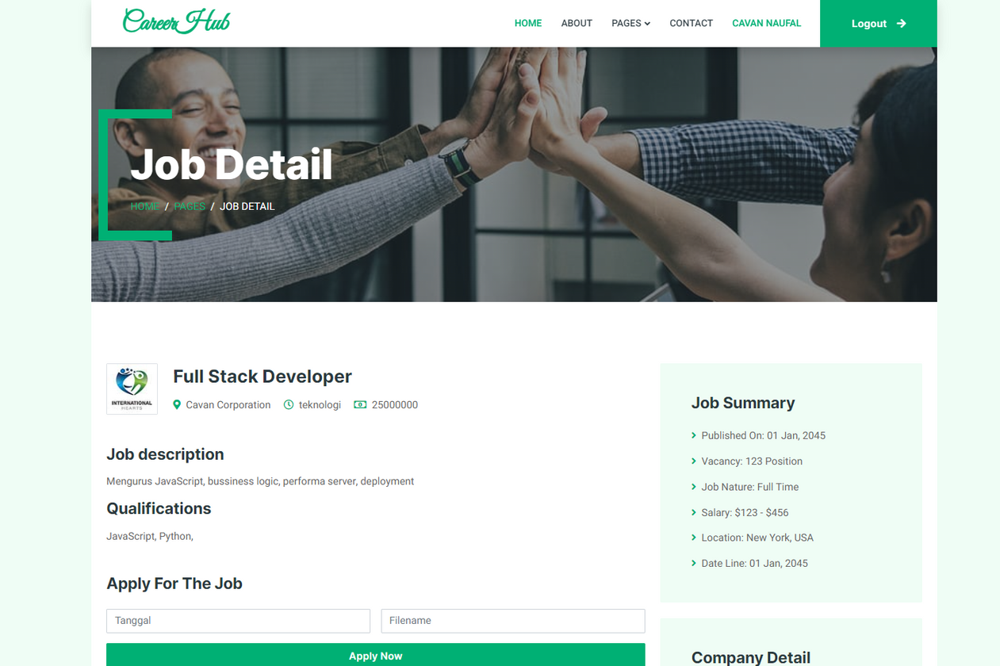 Career Hub
HOME ABOUT PAGES CONTACT CAVAN NAUFAL Logout
Job Detail
HOME / PAGES / JOB DETAIL
INTERNATIONAL
HEARTS
Full Stack Developer
Cavan Corporation teknologi 25000000
Job description
Mengurus JavaScript, bussiness logic, performa server, deployment
Qualifications
JavaScript, Python,
Apply For The Job
Tanggal Filename
Apply Now
Job Summary
Published On: 01 Jan, 2045
Vacancy: 123 Position
Job Nature: Full Time
Salary: $123 - $456
Location: New York, USA
Date Line: 01 Jan, 2045
Company Detail